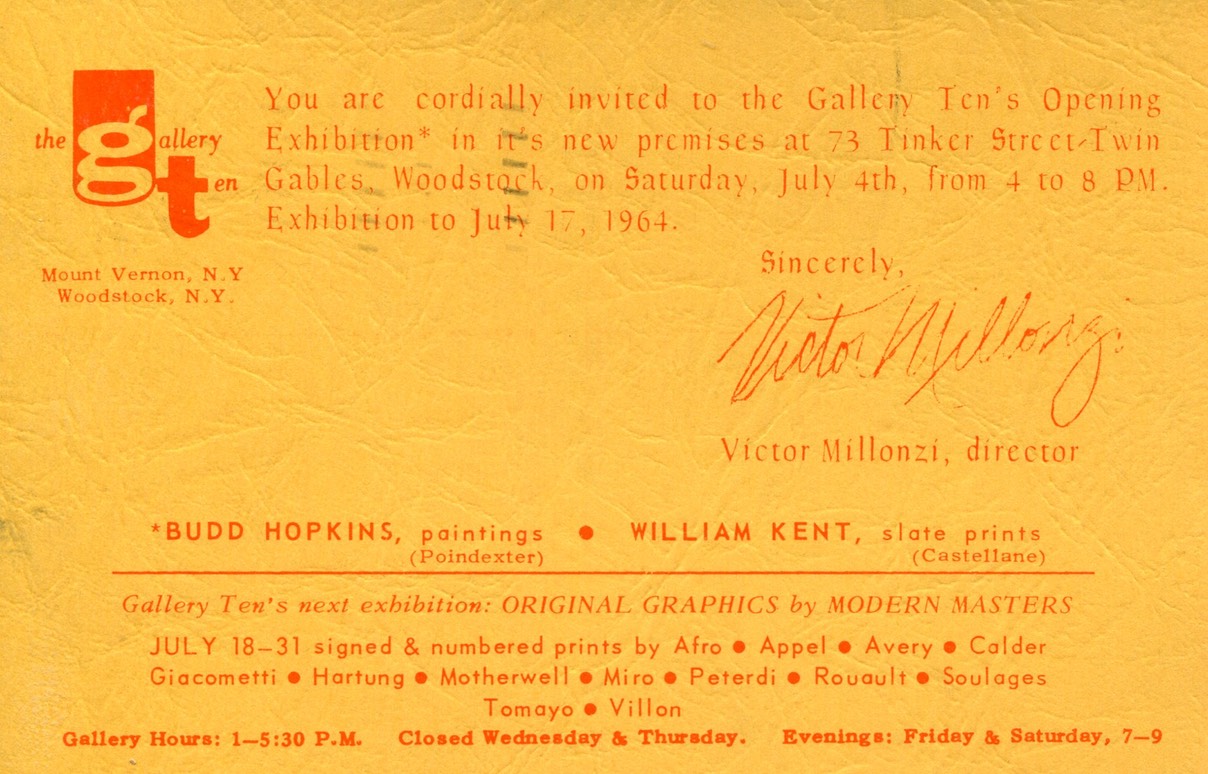 the gallery
ten
Mount Vernon, N.Y
Woodstock, N.Y.
You are cordially invited to the Gallery Ten's Opening
Exhibition* in it's new premises at 73 Tinker Street-Twin
Gables, Woodstock, on Saturday, July 4th, from 4 to 8 PM.
Exhibition to July 17, 1964.
Sincerely,
Victor Millonzi
Victor Millonzi, director
*BUDD HOPKINS, paintings ● WILLIAM KENT, slate prints
(Poindexter) (Castellane)
Gallery Ten's next exhibition: ORIGINAL GRAPHICS by MODERN MASTERS
JULY 18–31 signed & numbered prints by Afro ● Appel ● Avery ● Calder
Giacometti ● Hartung ● Motherwell ● Miro ● Peterdi ● Rouault ● Soulages
Tomayo ● Villon
Gallery Hours: 1–5:30 P.M. Closed Wednesday & Thursday. Evenings: Friday & Saturday, 7–9